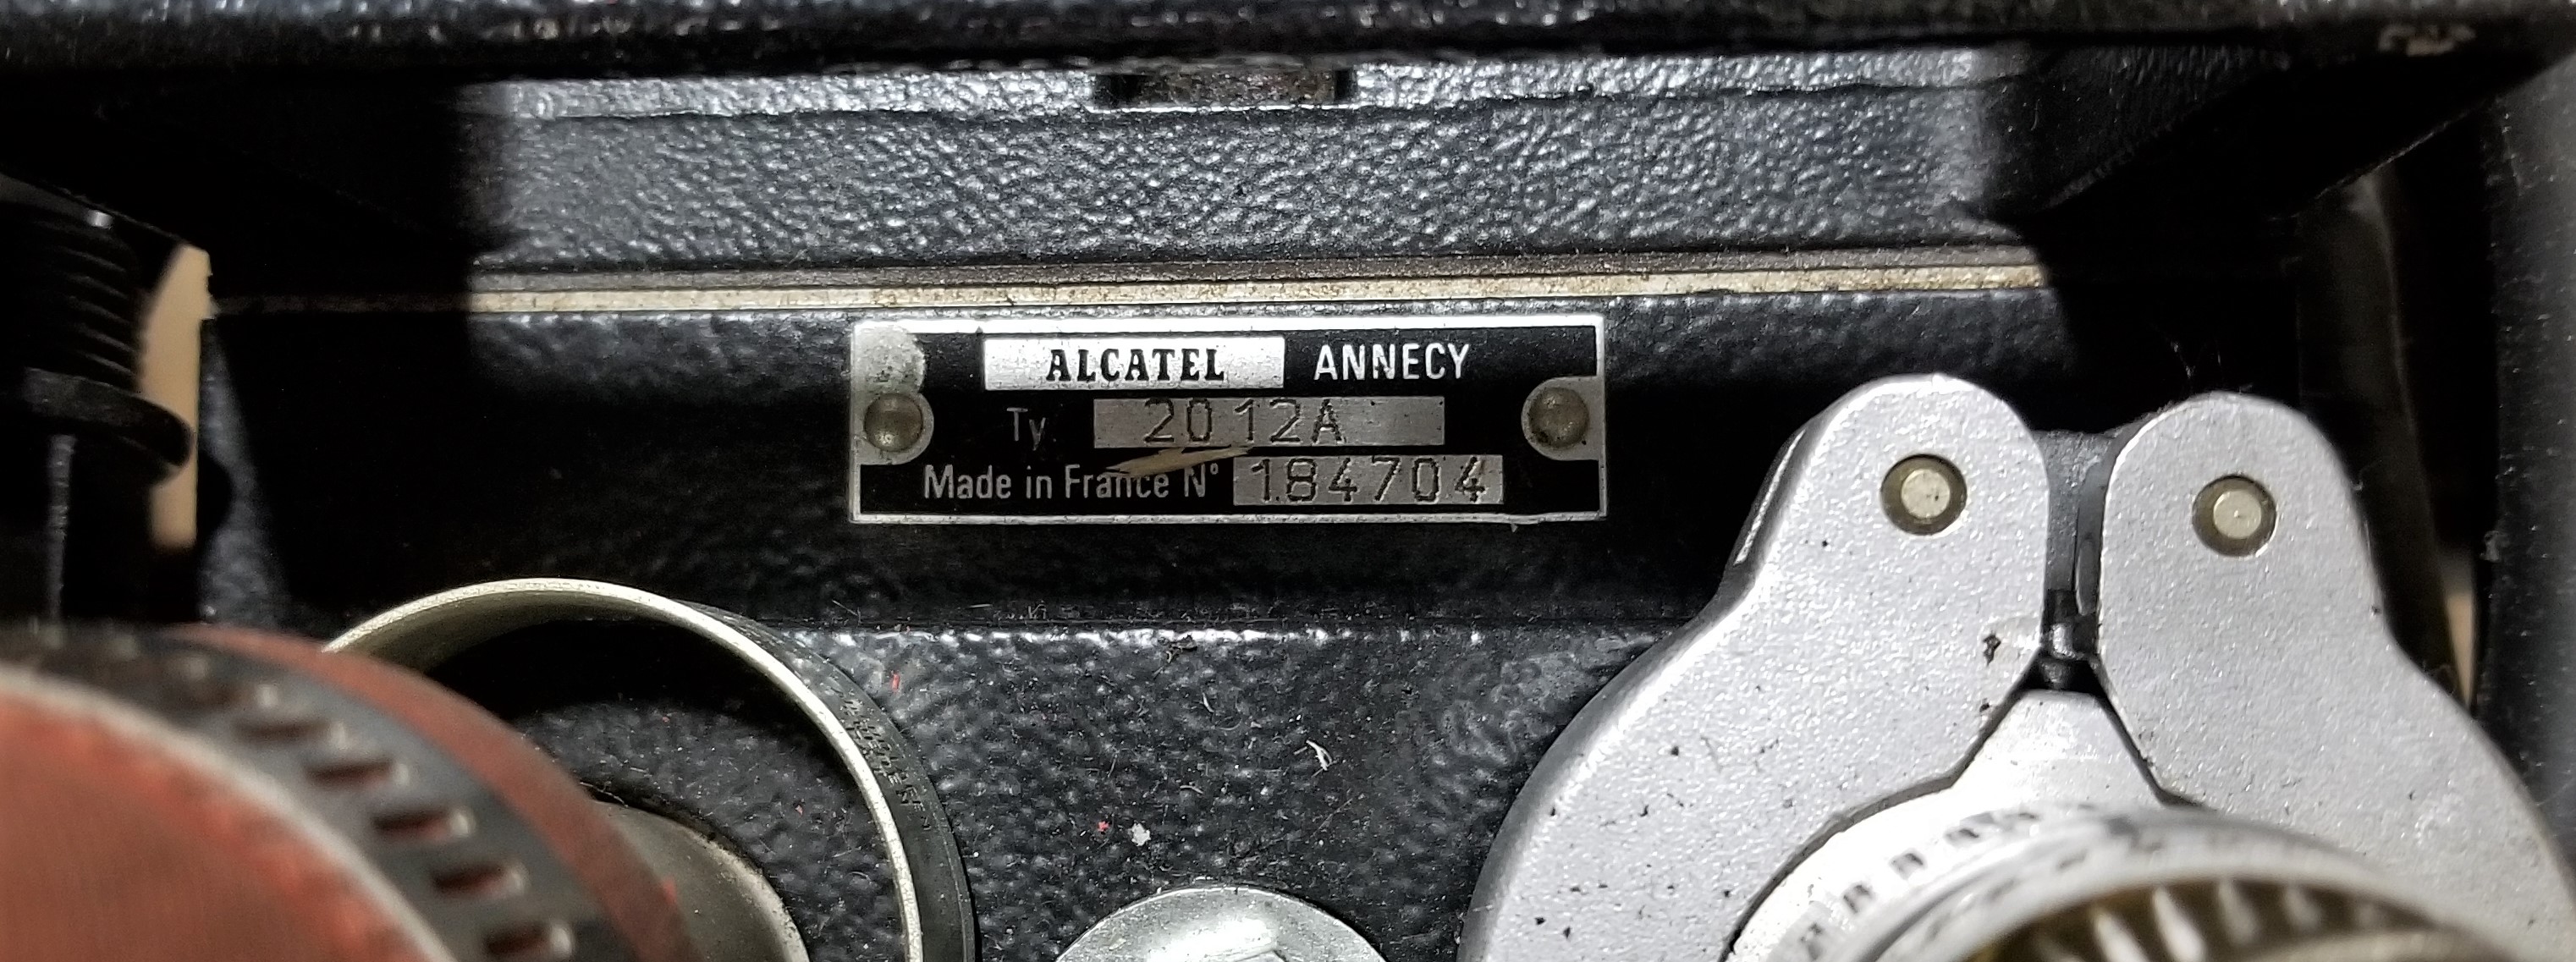 ALCATEL ANNECY
Ty 2012A
Made in France N° 184704